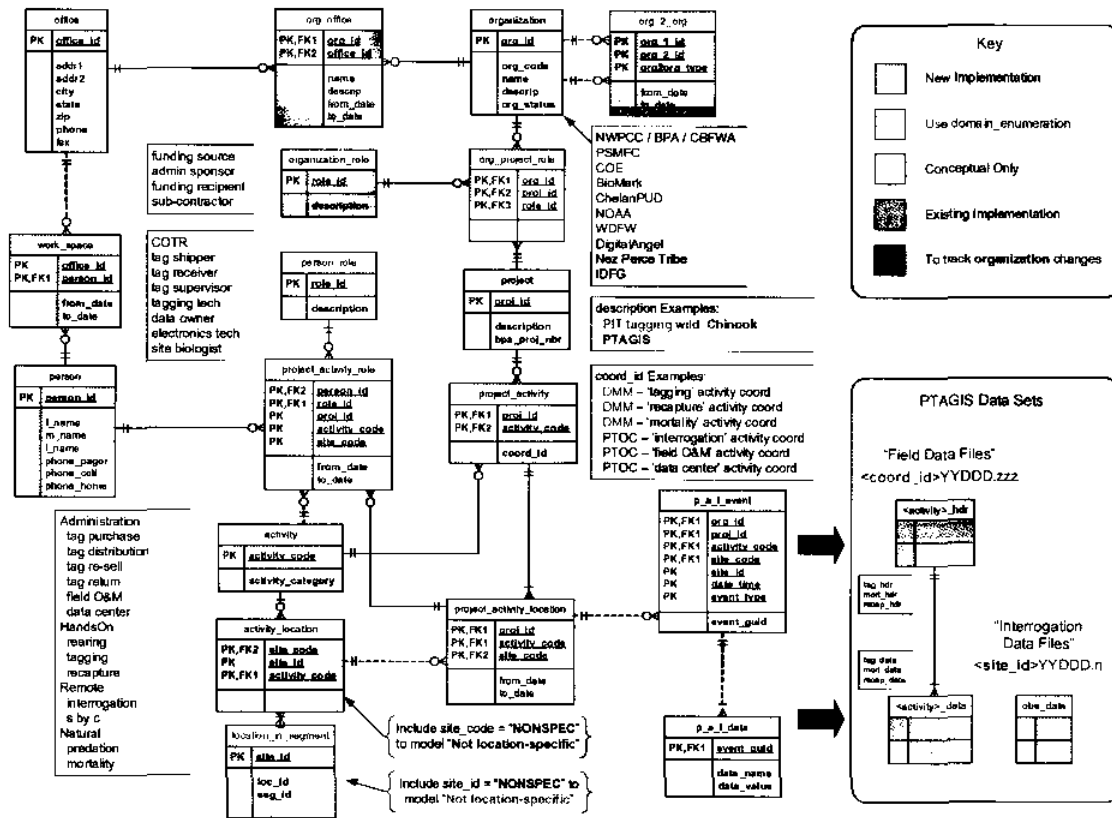 office
PK office_id
addr1
addr2
city
state
zip
phone
fax
org_office
PK,FK1 org_id
PK,FK2 office_id
name
descrip
from_date
to_date
organization
PK org_id
org_code
name
descrip
org_status
org_2_org
PK org_1_id
PK org_2_id
PK org2org_type
from_date
to_date
Key
New Implementation
Use domain_enumeration
Conceptual Only
Existing Implementation
To track organization changes
funding source
admin sponsor
funding recipient
sub-contractor
organization_role
PK role_id
description
org_project_role
PK,FK1 org_id
PK,FK2 proj_id
PK,FK3 role_id
NWPCC / BPA / CBFWA
PSMFC
COE
BioMark
ChelanPUD
NOAA
WDFW
DigitalAngel
Nez Perce Tribe
IDFG
work_space
PK office_id
PK,FK1 person_id
from_date
to_date
COTR
tag shipper
tag receiver
tag supervisor
tagging tech
data owner
electronics tech
site biologist
person_role
PK role_id
description
project
PK proj_id
description
bpa_proj_nbr
description Examples:
PIT tagging wild Chinook
PTAGIS
person
PK person_id
l_name
m_name
l_name
phone_pager
phone_cell
phone_home
project_activity_role
PK,FK2 person_id
PK,FK1 role_id
PK proj_id
PK activity_code
PK site_code
from_date
to_date
project_activity
PK,FK1 proj_id
PK,FK2 activity_code
coord_id
coord_id Examples:
DMM – 'tagging' activity coord
DMM – 'recapture' activity coord
DMM – 'mortality' activity coord
PTOC – 'interrogation' activity coord
PTOC – 'field O&M' activity coord
PTOC – 'data center' activity coord
PTAGIS Data Sets
"Field Data Files"
<coord_id>YYDDD.zzz
<activity>_hdr
tag_hdr
mort_hdr
recap_hdr
"Interrogation
Data Files"
<site_id>YYDDD.n
tag_data
mort_data
recap_data
<activity>_data
obs_data
Administration
tag purchase
tag distribution
tag re-sell
tag return
field O&M
data center
HandsOn
rearing
tagging
recapture
Remote
interrogation
s by c
Natural
predation
mortality
activity
PK activity_code
activity_category
p_a_l_event
PK,FK1 org_id
PK,FK1 proj_id
PK,FK1 activity_code
PK,FK1 site_code
PK site_id
PK date_time
PK event_type
event_guid
activity_location
PK,FK2 site_code
PK site_id
PK,FK1 activity_code
project_activity_location
PK,FK1 proj_id
PK,FK1 activity_code
PK,FK2 site_code
from_date
to_date
location_in_segment
PK site_id
loc_id
seg_id
Include site_code = "NONSPEC"
to model "Not location-specific"
Include site_id = "NONSPEC" to
model "Not location-specific"
p_a_l_data
PK,FK1 event_guid
data_name
data_value